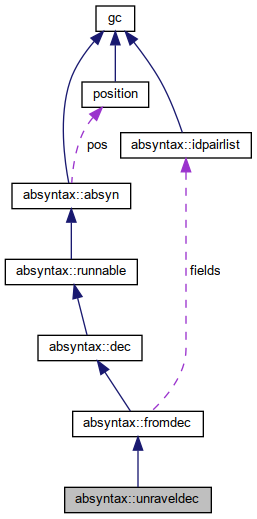 gc
position
absyntax::idpairlist
pos
absyntax::absyn
absyntax::runnable
fields
absyntax::dec
absyntax::fromdec
absyntax::unraveldec